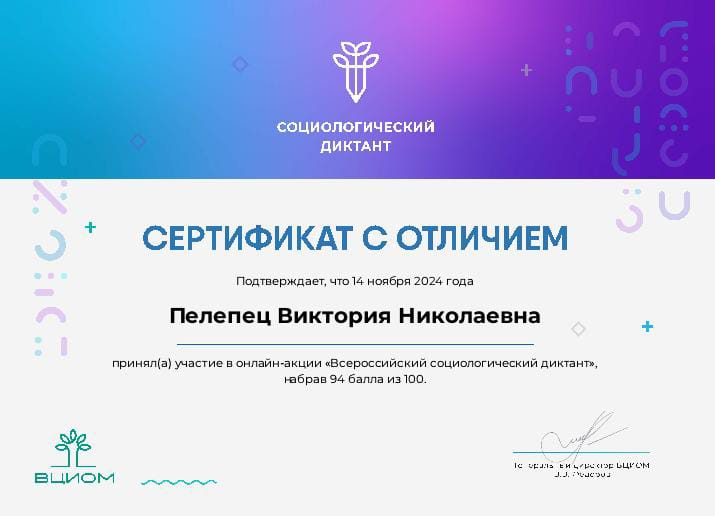 СОЦИОЛОГИЧЕСКИЙ
ДИКТАНТ
СЕРТИФИКАТ С ОТЛИЧИЕМ
Подтверждает, что 14 ноября 2024 года
Пелепец Виктория Николаевна
принял(а) участие в онлайн-акции «Всероссийский социологический диктант»,
набрав 94 балла из 100.
ВЦИОМ
Генеральный директор ВЦИОМ
В.В. Федоров